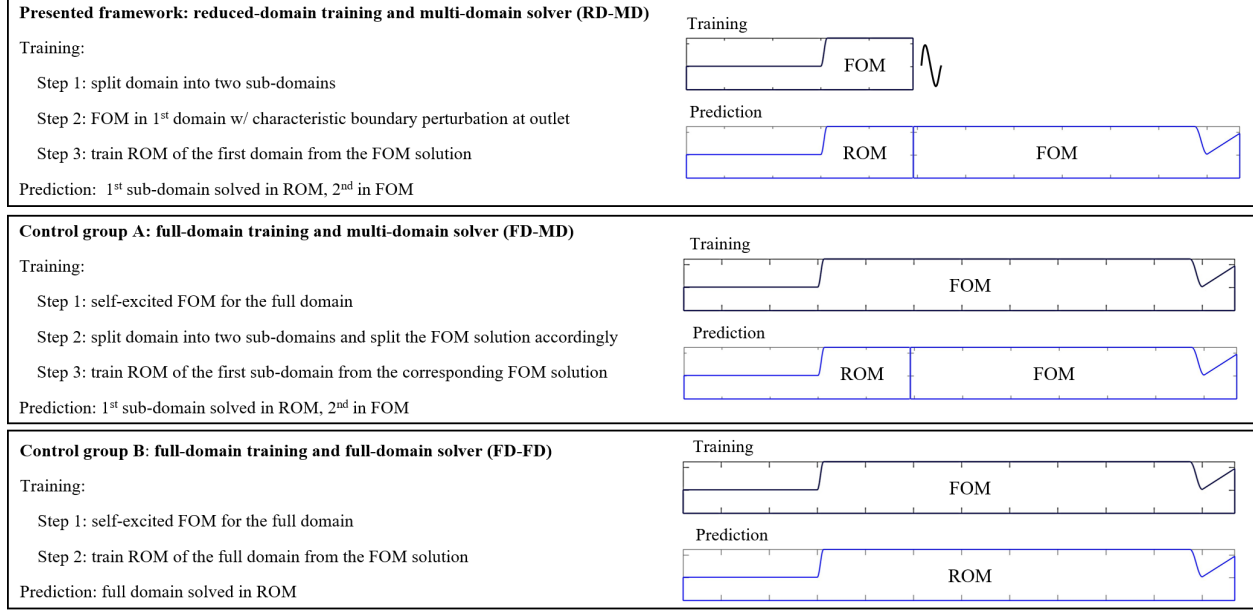 Presented framework: reduced-domain training and multi-domain solver (RD-MD)
Training:
Step 1: split domain into two sub-domains
Step 2: FOM in 1st domain w/ characteristic boundary perturbation at outlet
Step 3: train ROM of the first domain from the FOM solution
Prediction: 1st sub-domain solved in ROM, 2nd in FOM
Training
FOM
Prediction
ROM FOM
Control group A: full-domain training and multi-domain solver (FD-MD)
Training:
Step 1: self-excited FOM for the full domain
Step 2: split domain into two sub-domains and split the FOM solution accordingly
Step 3: train ROM of the first sub-domain from the corresponding FOM solution
Prediction: 1st sub-domain solved in ROM, 2nd in FOM
Training
FOM
Prediction
ROM FOM
Control group B: full-domain training and full-domain solver (FD-FD)
Training:
Step 1: self-excited FOM for the full domain
Step 2: train ROM of the full domain from the FOM solution
Prediction: full domain solved in ROM
Training
FOM
Prediction
ROM